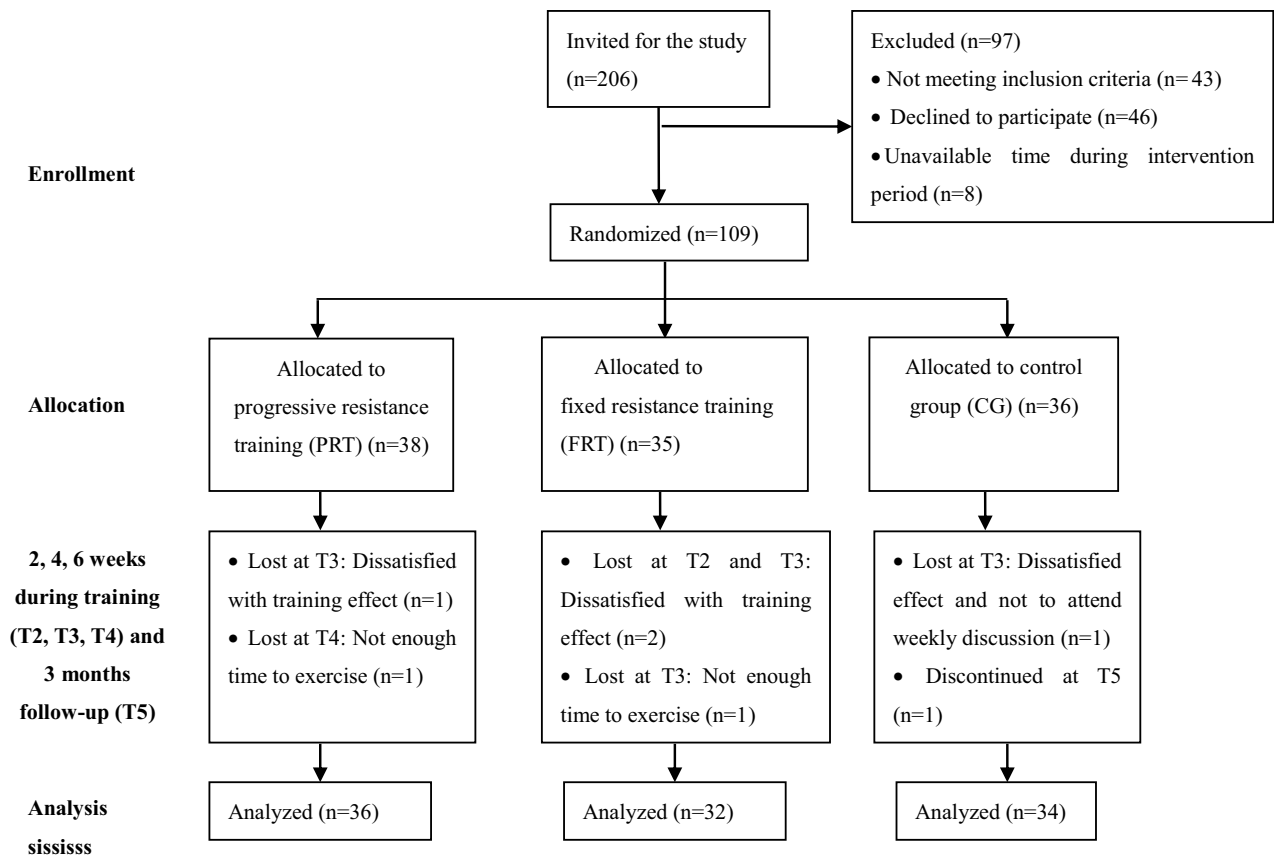 Invited for the study
(n=206)
Excluded (n=97)
• Not meeting inclusion criteria (n=43)
• Declined to participate (n=46)
• Unavailable time during intervention
period (n=8)
Enrollment
Randomized (n=109)
Allocation
Allocated to
progressive resistance
training (PRT) (n=38)
Allocated to
fixed resistance training
(FRT) (n=35)
Allocated to control
group (CG) (n=36)
2, 4, 6 weeks
during training
(T2, T3, T4) and
3 months
follow-up (T5)
• Lost at T3: Dissatisfied
with training effect (n=1)
• Lost at T4: Not enough
time to exercise (n=1)
• Lost at T2 and T3:
Dissatisfied with training
effect (n=2)
• Lost at T3: Not enough
time to exercise (n=1)
• Lost at T3: Dissatisfied
effect and not to attend
weekly discussion (n=1)
• Discontinued at T5
(n=1)
Analysis
sississs
Analyzed (n=36)
Analyzed (n=32)
Analyzed (n=34)